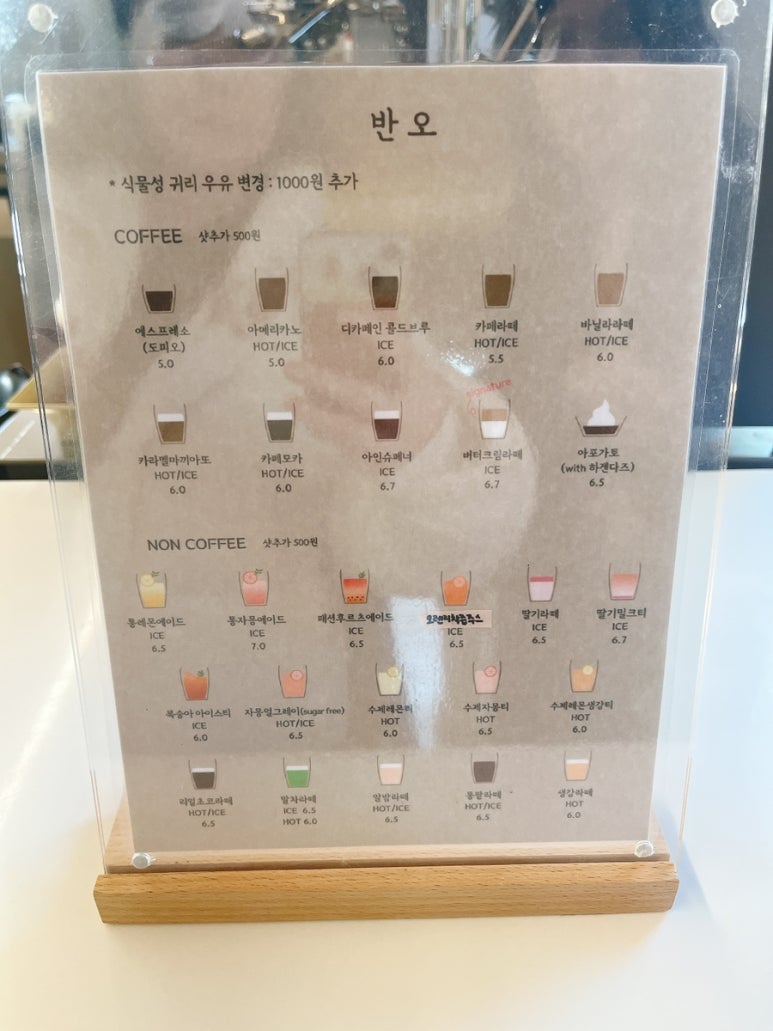 반오
* 식물성 귀리 우유 변경 : 1000원 추가
COFFEE 샷추가 500원
에스프레소
(도피오)
5.0
아메리카노
HOT/ICE
5.0
디카페인 콜드브루
ICE
6.0
카페라떼
HOT/ICE
5.5
바닐라라떼
HOT/ICE
6.0
카라멜마끼아또
HOT/ICE
6.0
카페모카
HOT/ICE
6.0
아인슈페너
ICE
6.7
signature
버터크림라떼
ICE
6.7
아포가토
(with 하겐다즈)
6.5
NON COFFEE 샷추가 500원
통레몬에이드
ICE
6.5
통자몽에이드
ICE
7.0
패션후르츠에이드
ICE
6.5
오렌지착즙주스
ICE
6.5
딸기라떼
ICE
6.5
딸기밀크티
ICE
6.7
복숭아 아이스티
ICE
6.0
자몽얼그레이(sugar free)
HOT/ICE
6.5
수제레몬티
HOT
6.0
수제자몽티
HOT
6.5
수제레몬생강티
HOT
6.0
리얼초코라떼
HOT/ICE
6.5
말차라떼
ICE 6.5
HOT 6.0
알밤라떼
HOT/ICE
6.5
통팥라떼
HOT/ICE
6.5
생강라떼
HOT
6.0